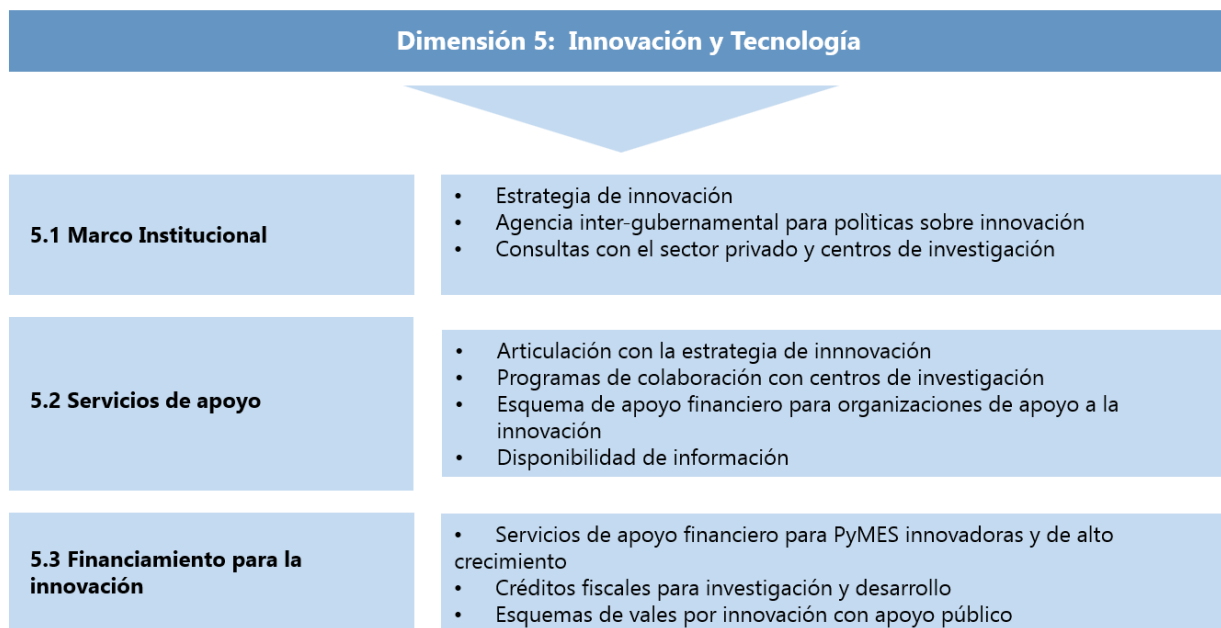 Dimensión 5: Innovación y Tecnología
5.1 Marco Institucional
• Estrategia de innovación
• Agencia inter-gubernamental para polìticas sobre innovación
• Consultas con el sector privado y centros de investigación
5.2 Servicios de apoyo
• Articulación con la estrategia de innnovación
• Programas de colaboración con centros de investigación
• Esquema de apoyo financiero para organizaciones de apoyo a la
innovación
• Disponibilidad de información
5.3 Financiamiento para la
innovación
• Servicios de apoyo financiero para PyMES innovadoras y de alto
crecimiento
• Créditos fiscales para investigación y desarrollo
• Esquemas de vales por innovación con apoyo público